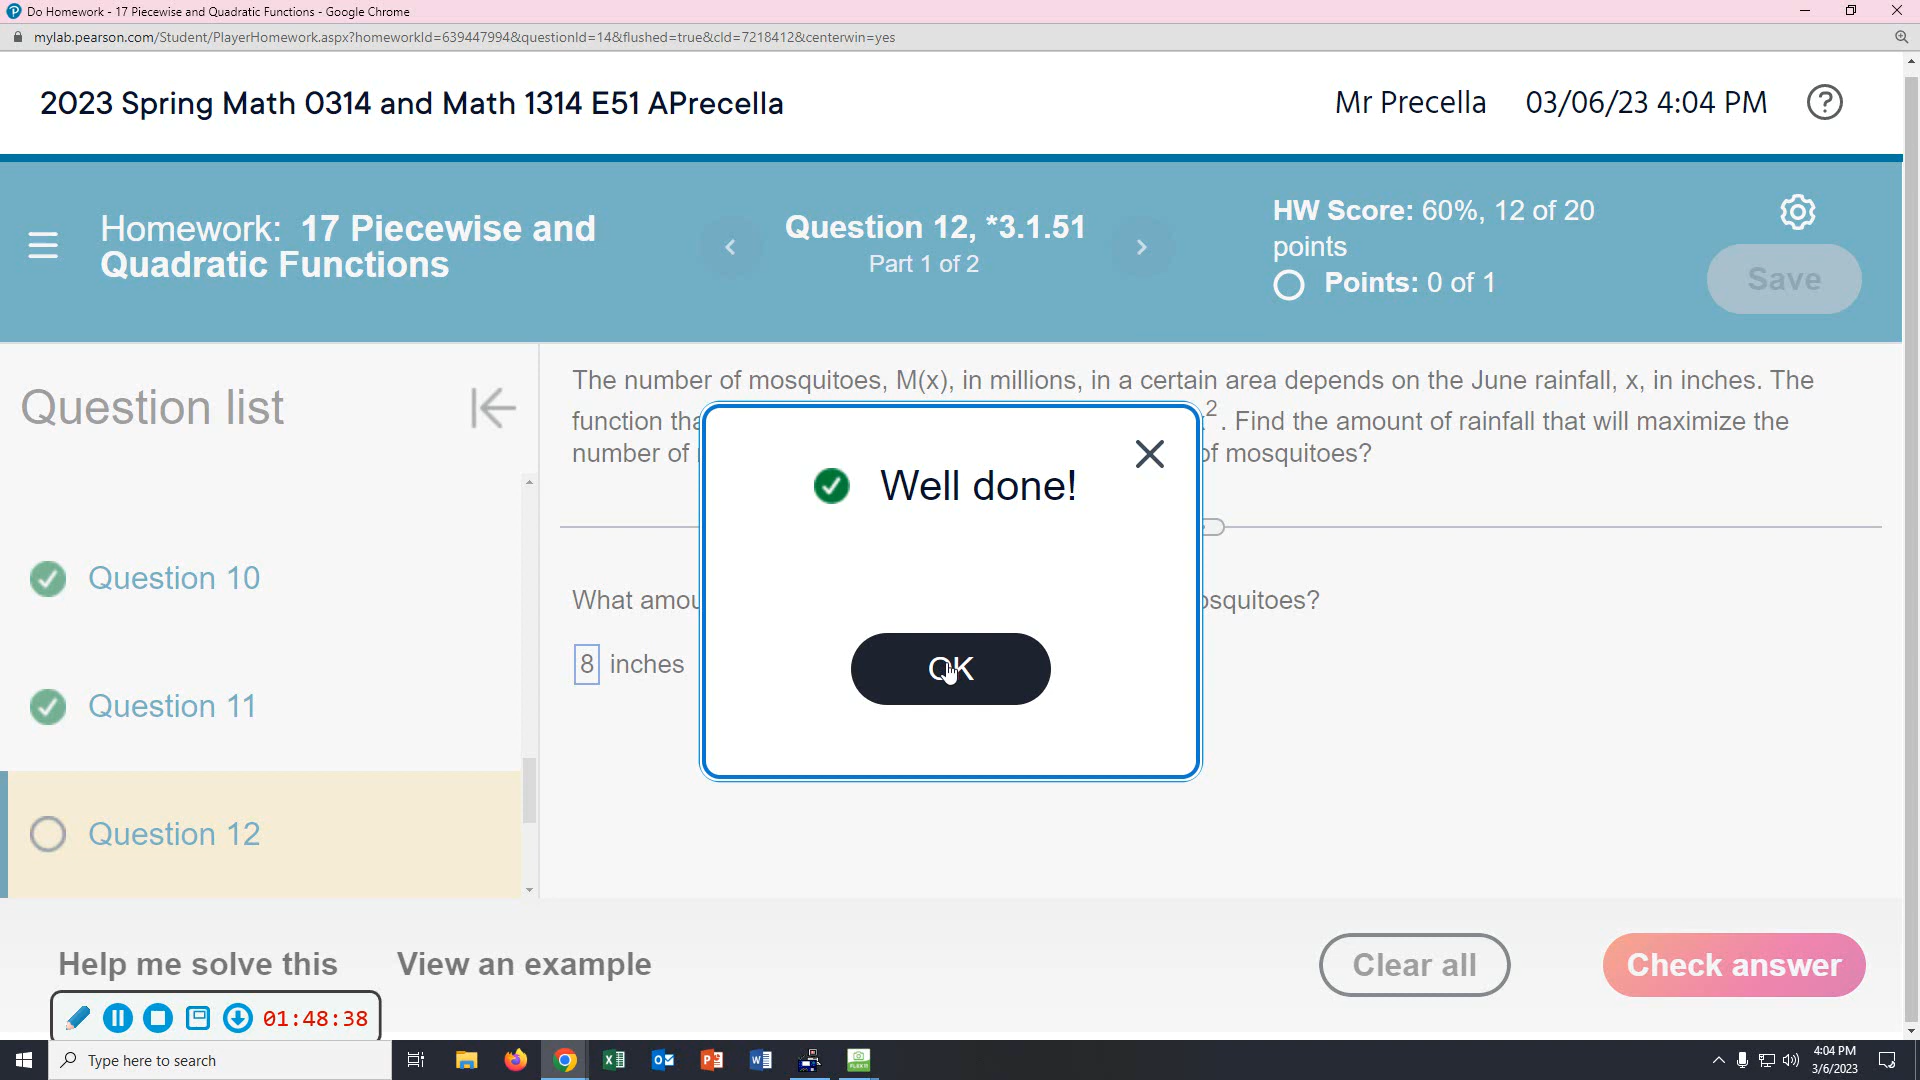 Do Homework - 17 Piecewise and Quadratic Functions - Google Chrome
mylab.pearson.com/Student/PlayerHomework.aspx?homeworkId=639447994&questionId=14&flushed=true&cId=7218412&centerwin=yes
2023 Spring Math 0314 and Math 1314 E51 APrecella
Mr Precella 03/06/23 4:04 PM
Homework: 17 Piecewise and
Quadratic Functions
Question 12, *3.1.51
Part 1 of 2
HW Score: 60%, 12 of 20
points
Points: 0 of 1
Save
Question list
Question 10
Question 11
Question 12
The number of mosquitoes, M(x), in millions, in a certain area depends on the June rainfall, x, in inches. The
function tha 2. Find the amount of rainfall that will maximize the
number of of mosquitoes?
What amou osquitoes?
8 inches
Well done!
OK
Help me solve this
View an example
Clear all
Check answer
01:48:38
Type here to search
4:04 PM
3/6/2023